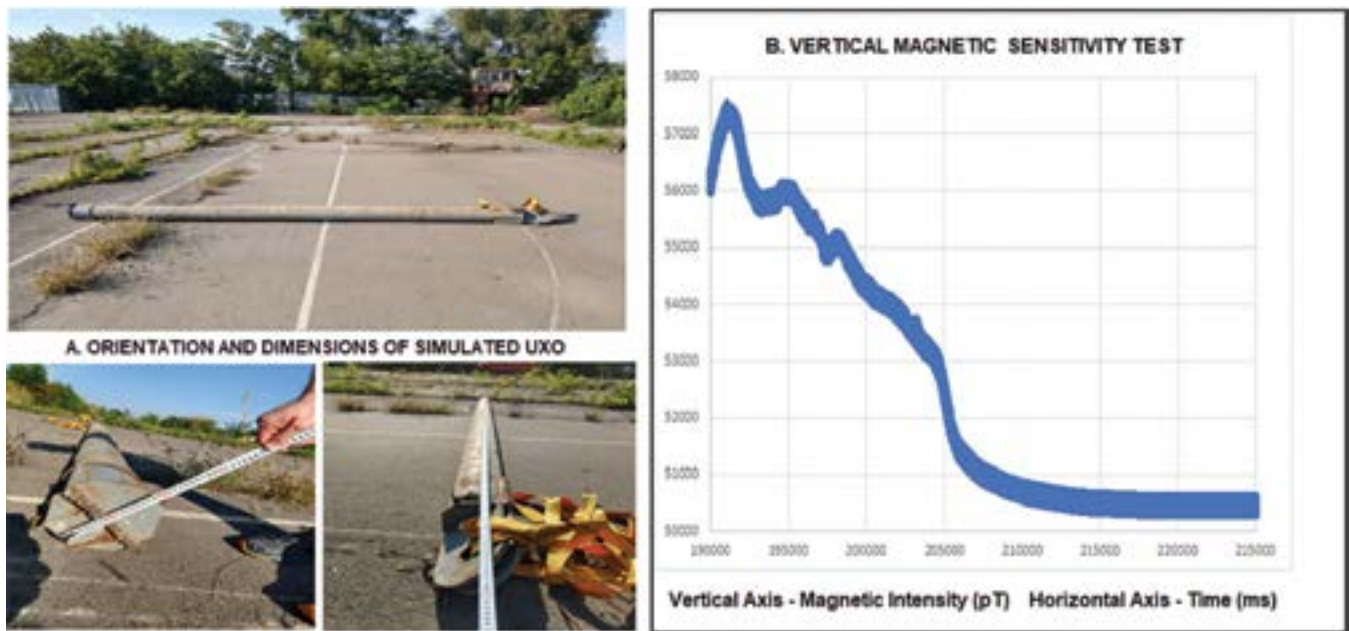 A. ORIENTATION AND DIMENSIONS OF SIMULATED UXO
B. VERTICAL MAGNETIC SENSITIVITY TEST
58000
57000
56000
55000
54000
53000
52000
51000
50000
190000 195000 200000 205000 210000 215000 220000 225000
Vertical Axis - Magnetic Intensity (pT) Horizontal Axis - Time (ms)